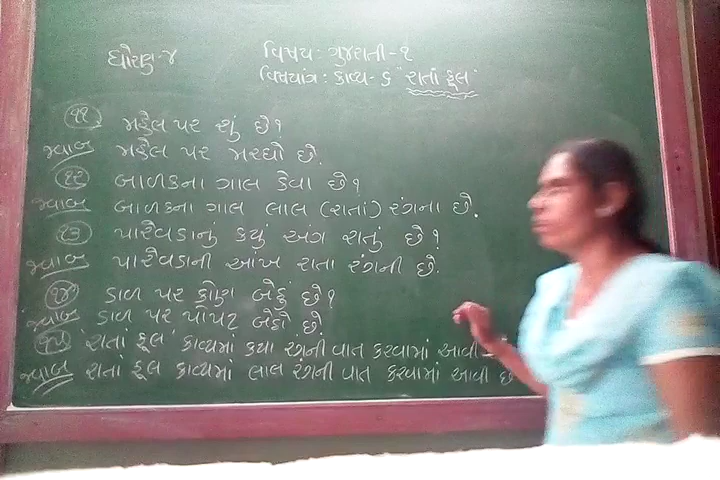 ધોરણ-૪
વિષય: ગુજરાતી-૧
વિષયાંગ: કાવ્ય-૬ "રાતાં ફૂલ"
૧૧ મહેલ પર શું છે?
જવાબ મહેલ પર મરઘો છે.
૧૨ બાળકના ગાલ કેવા છે?
જવાબ બાળકના ગાલ લાલ (રાતાં) રંગના છે.
૧૩ પારેવડાનું કયું અંગ રાતું છે?
જવાબ પારેવડાની આંખ રાતા રંગની છે.
૧૪ ડાળ પર કોણ બેઠું છે?
જવાબ ડાળ પર પોપટ બેઠો છે.
૧૫ 'રાતાં ફૂલ' કાવ્યમાં કયા રંગની વાત કરવામાં આવી
જવાબ રાતાં ફૂલ કાવ્યમાં લાલ રંગની વાત કરવામાં આવી છે